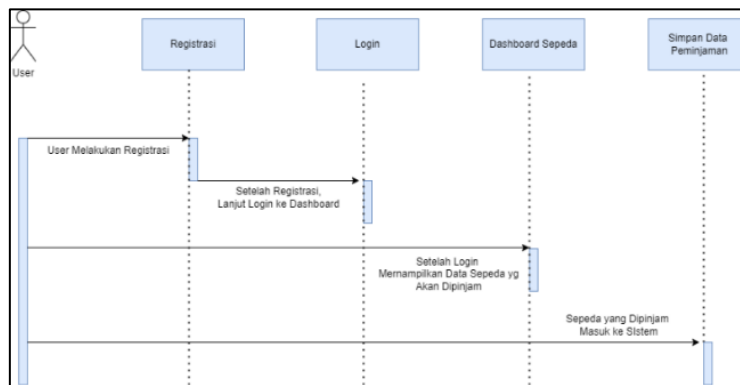 User
Registrasi
Login
Dashboard Sepeda
Simpan Data
Peminjaman
User Melakukan Registrasi
Setelah Registrasi,
Lanjut Login ke Dashboard
Setelah Login
Mernampilkan Data Sepeda yg
Akan Dipinjam
Sepeda yang Dipinjam
Masuk ke SIstem